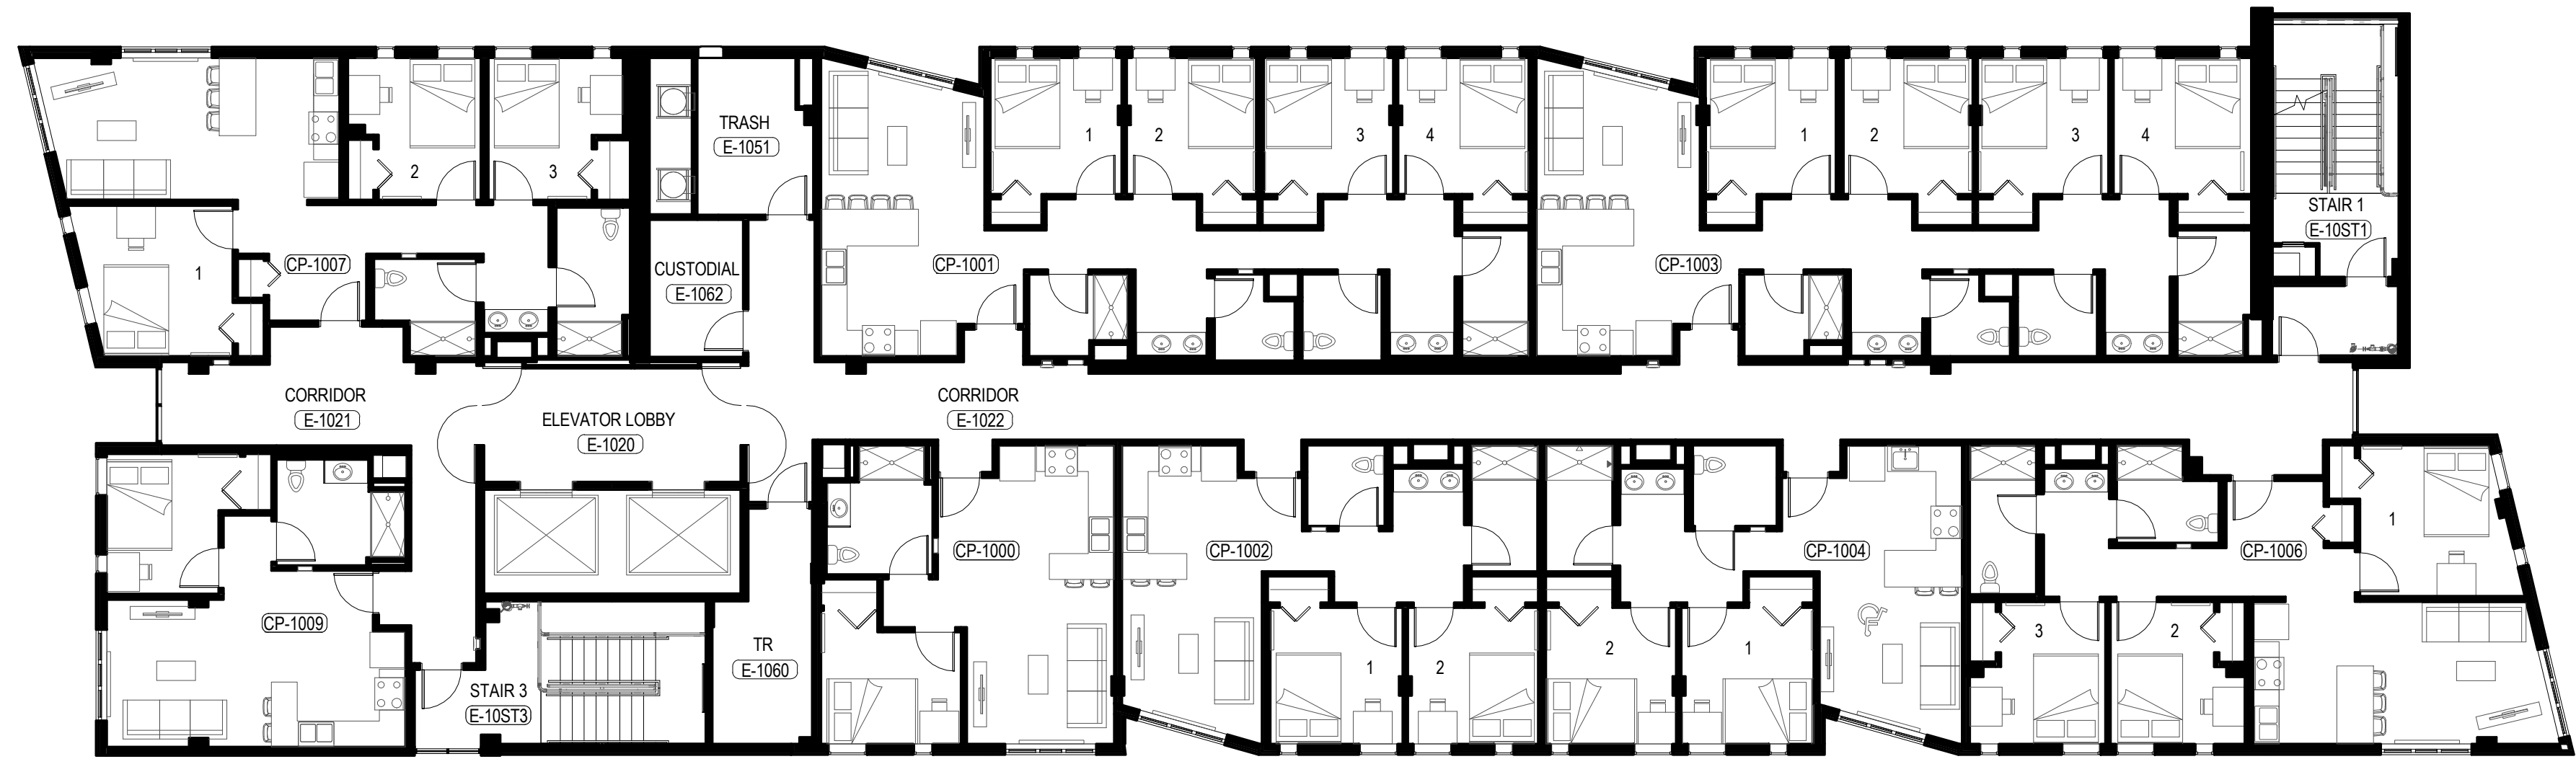 STAIR 1
E-10ST1
TRASH
E-1051
1
2
3
4
1
2
3
4
2
3
CP-1007
1
CUSTODIAL
E-1062
CP-1001
CP-1003
CORRIDOR
E-1021
ELEVATOR LOBBY
E-1020
CORRIDOR
E-1022
CP-1009
CP-1000
CP-1002
CP-1004
CP-1006
1
STAIR 3
E-10ST3
TR
E-1060
1
2
2
1
3
2